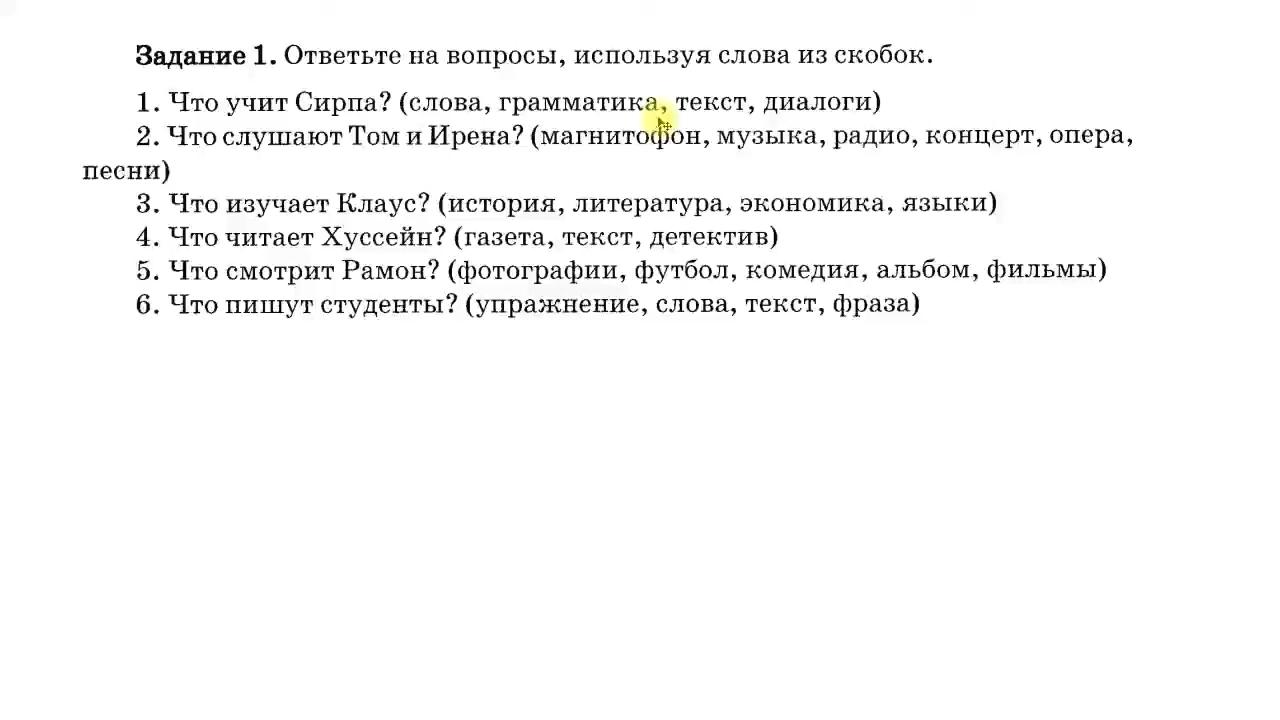 Задание 1. Ответьте на вопросы, используя слова из скобок.
1. Что учит Сирпа? (слова, грамматика, текст, диалоги)
2. Что слушают Том и Ирена? (магнитофон, музыка, радио, концерт, опера,
песни)
3. Что изучает Клаус? (история, литература, экономика, языки)
4. Что читает Хуссейн? (газета, текст, детектив)
5. Что смотрит Рамон? (фотографии, футбол, комедия, альбом, фильмы)
6. Что пишут студенты? (упражнение, слова, текст, фраза)